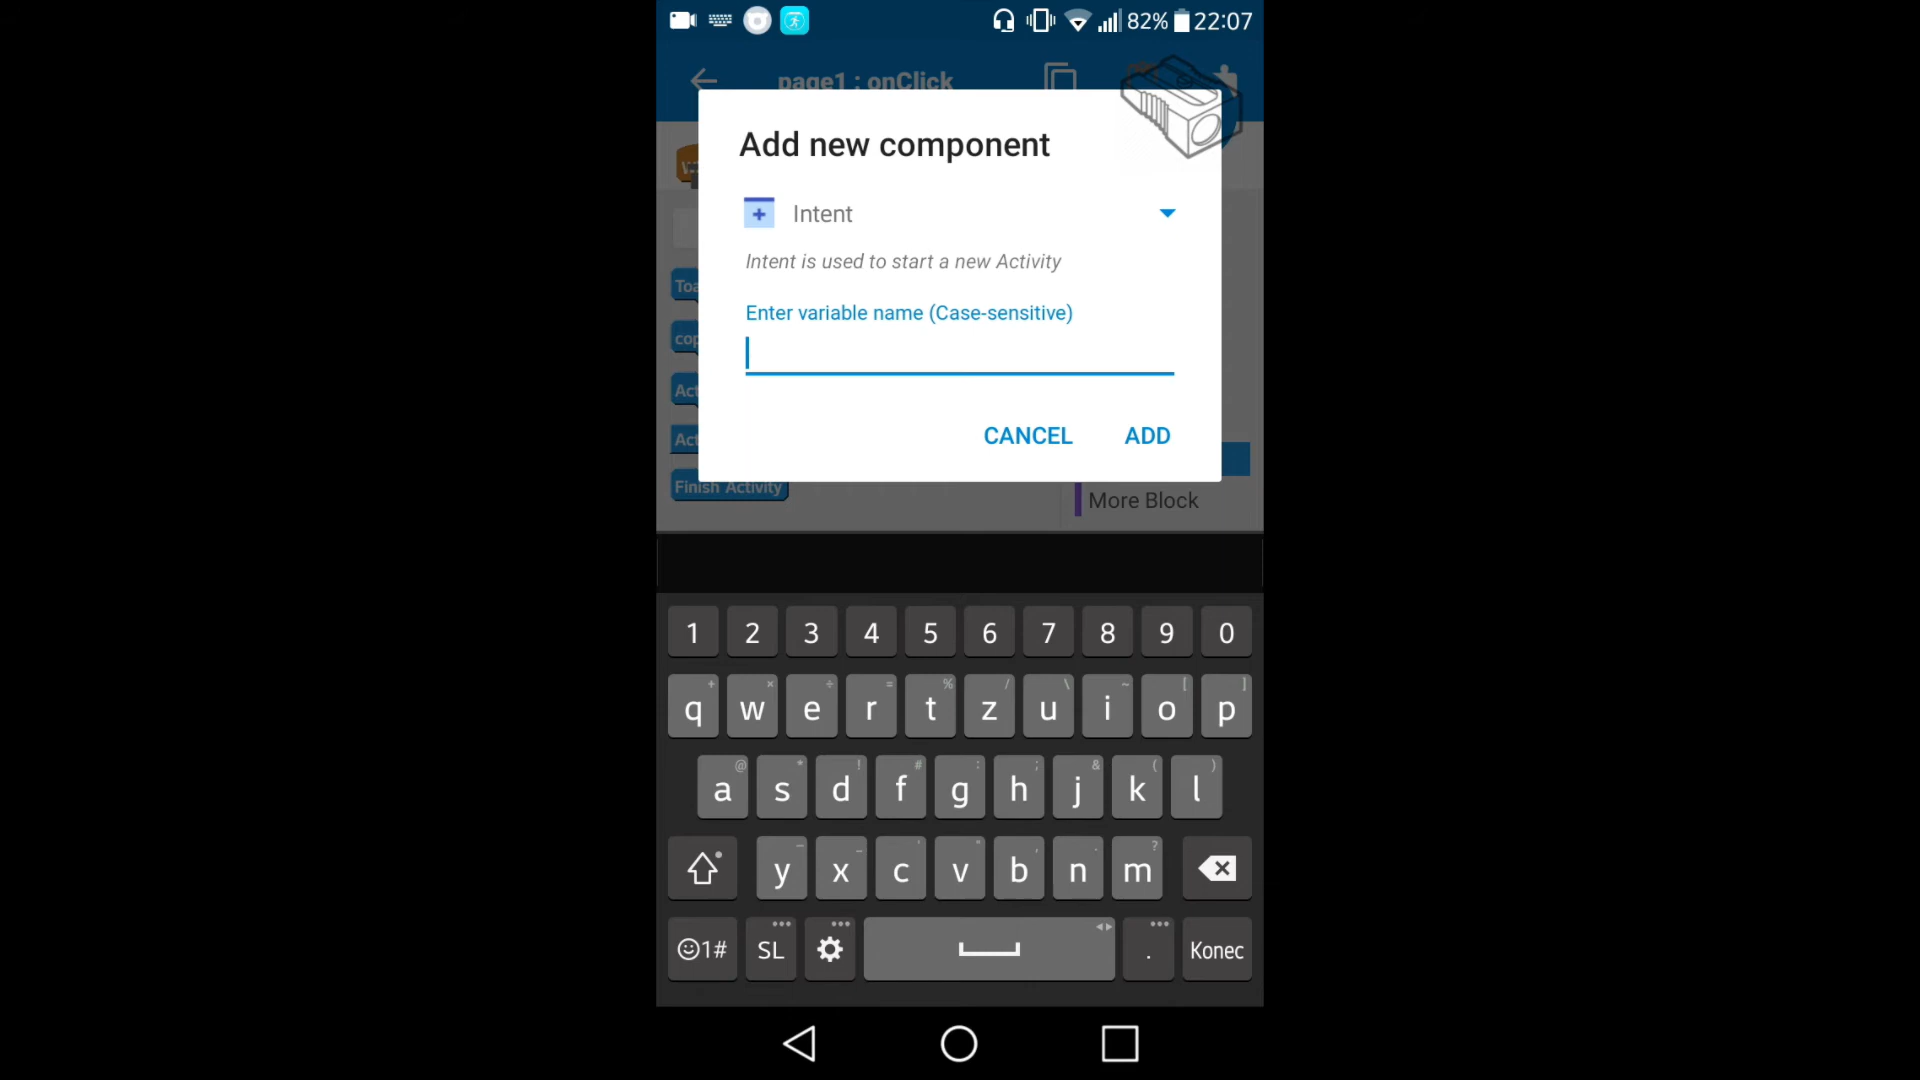 82% 22:07
page1 : onClick
Add new component
Intent
Intent is used to start a new Activity
Enter variable name (Case-sensitive)
CANCEL ADD
Finish Activity
More Block
1 2 3 4 5 6 7 8 9 0
q w e r t z u i o p
a s d f g h j k l
y x c v b n m
1# SL . Konec